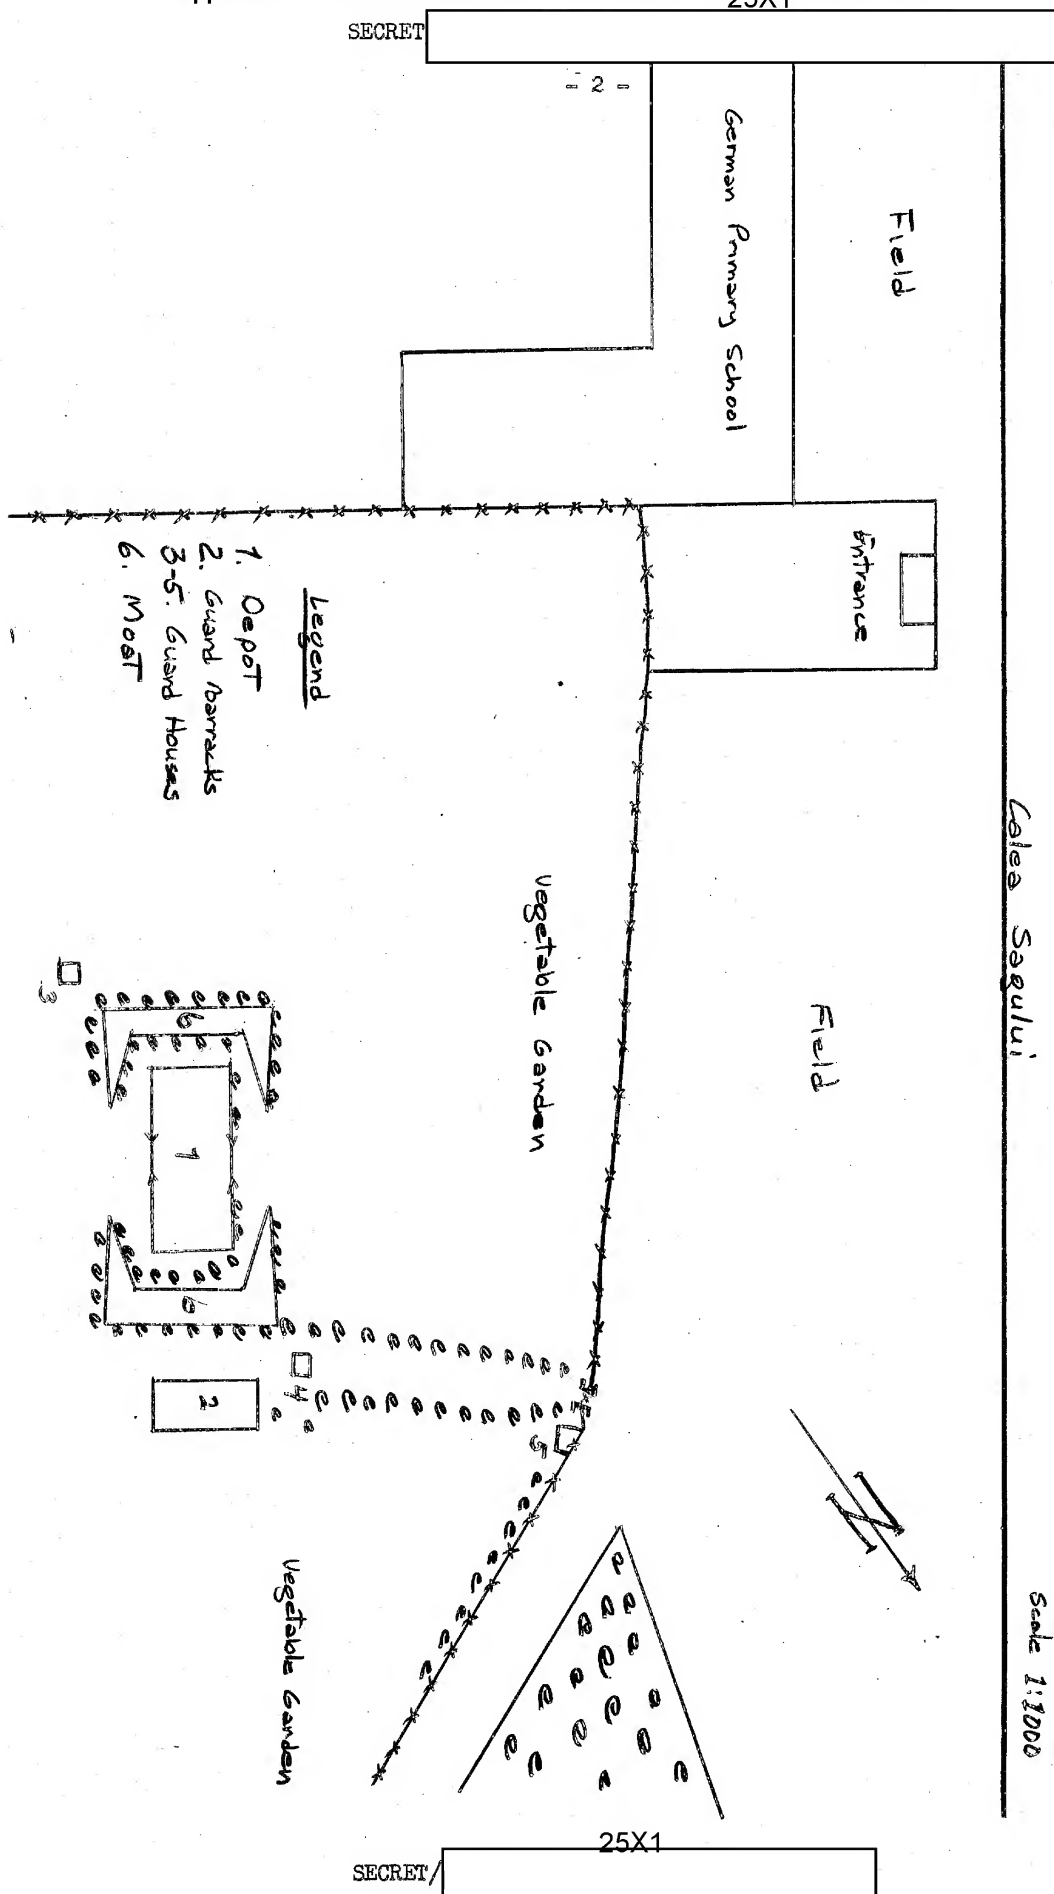 25X1
SECRET
- 2 -
Calea Sagului
Scale 1:1000
Field
German Primary School
Entrance
Field
Vegetable Garden
Vegetable Garden
N
Legend
1. Depot
2. Guard barracks
3-5. Guard Houses
6. Moat
6
1
6
3
4
2
5
25X1
SECRET/